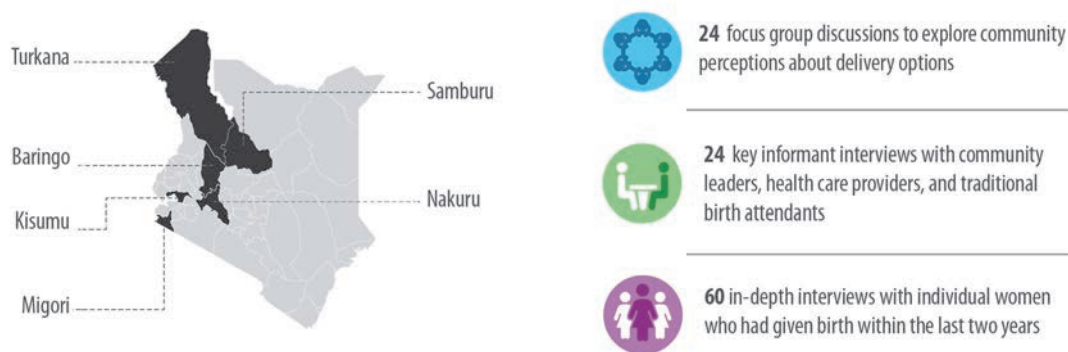 Turkana
Samburu
Baringo
Nakuru
Kisumu
Migori
24 focus group discussions to explore community
perceptions about delivery options
24 key informant interviews with community
leaders, health care providers, and traditional
birth attendants
60 in-depth interviews with individual women
who had given birth within the last two years